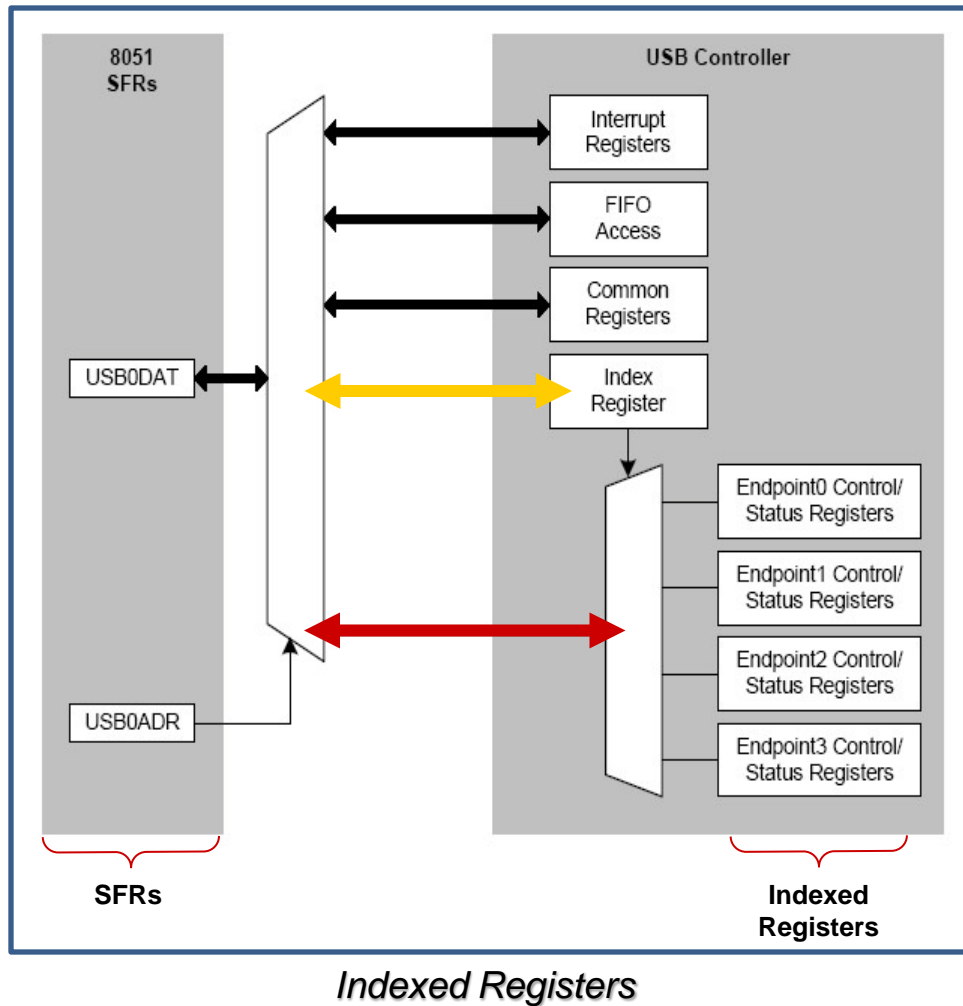 8051
SFRs
USB Controller
Interrupt
Registers
FIFO
Access
Common
Registers
USB0DAT
Index
Register
Endpoint0 Control/
Status Registers
Endpoint1 Control/
Status Registers
Endpoint2 Control/
Status Registers
USB0ADR
Endpoint3 Control/
Status Registers
SFRs
Indexed
Registers
Indexed Registers